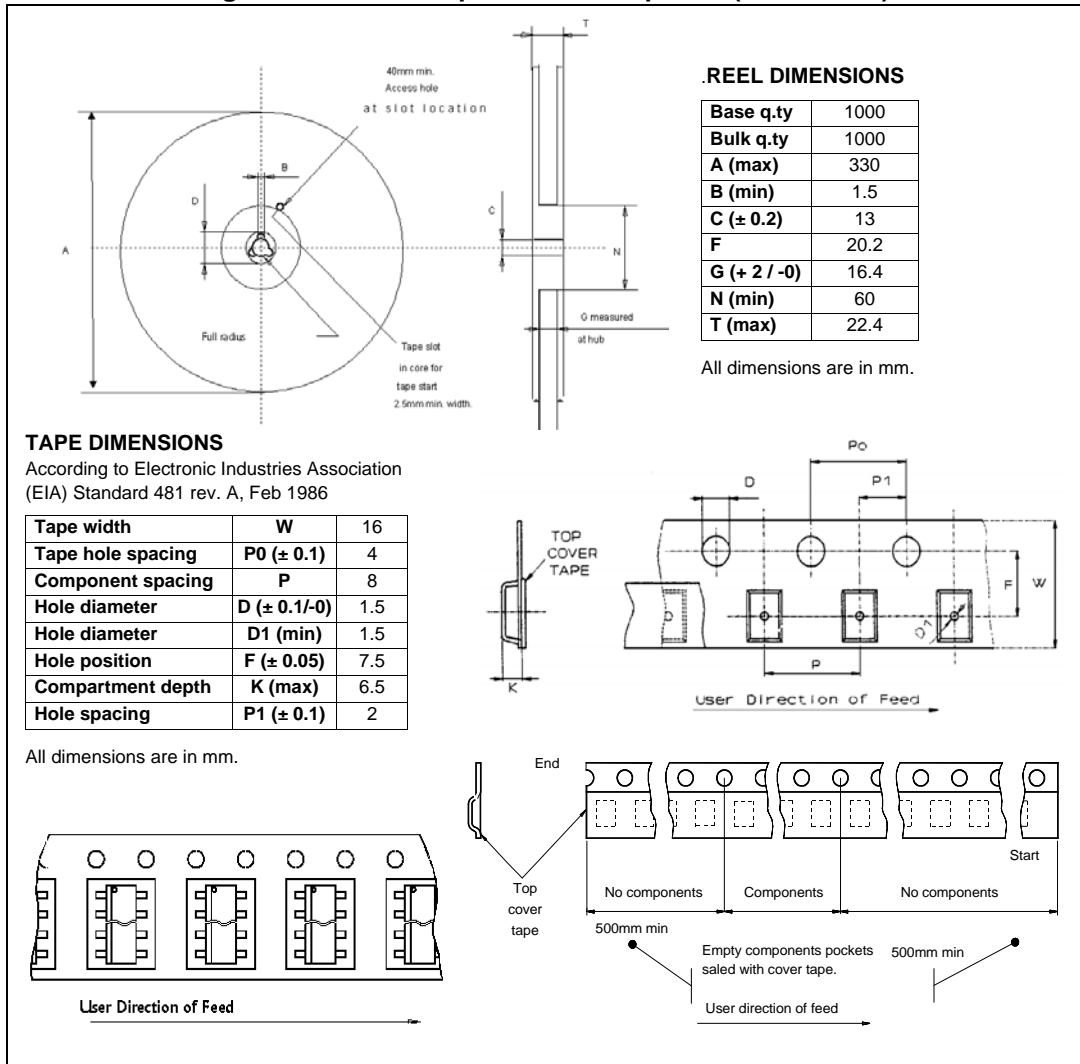 T
40mm min.
Access hole
at slot location
B
D
C
A
N
G measured
at hub
Full radius
Tape slot
in core for
tape start
2.5mm min. width.
.REEL DIMENSIONS
Base q.ty 1000
Bulk q.ty 1000
A (max) 330
B (min) 1.5
C (± 0.2) 13
F 20.2
G (+ 2 / -0) 16.4
N (min) 60
T (max) 22.4
All dimensions are in mm.
TAPE DIMENSIONS
According to Electronic Industries Association
(EIA) Standard 481 rev. A, Feb 1986
Tape width W 16
Tape hole spacing P0 (± 0.1) 4
Component spacing P 8
Hole diameter D (± 0.1/-0) 1.5
Hole diameter D1 (min) 1.5
Hole position F (± 0.05) 7.5
Compartment depth K (max) 6.5
Hole spacing P1 (± 0.1) 2
All dimensions are in mm.
Po
D
P1
TOP
COVER
TAPE
F
W
D1
K
P
User Direction of Feed
End
Start
Top
cover
tape
No components
Components
No components
500mm min
Empty components pockets
saled with cover tape.
500mm min
User direction of feed
User Direction of Feed